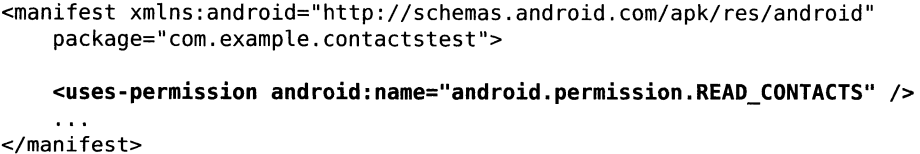 <manifest xmlns:android="http://schemas.android.com/apk/res/android"
    package="com.example.contactstest">

    <uses-permission android:name="android.permission.READ_CONTACTS" />
    ...
</manifest>